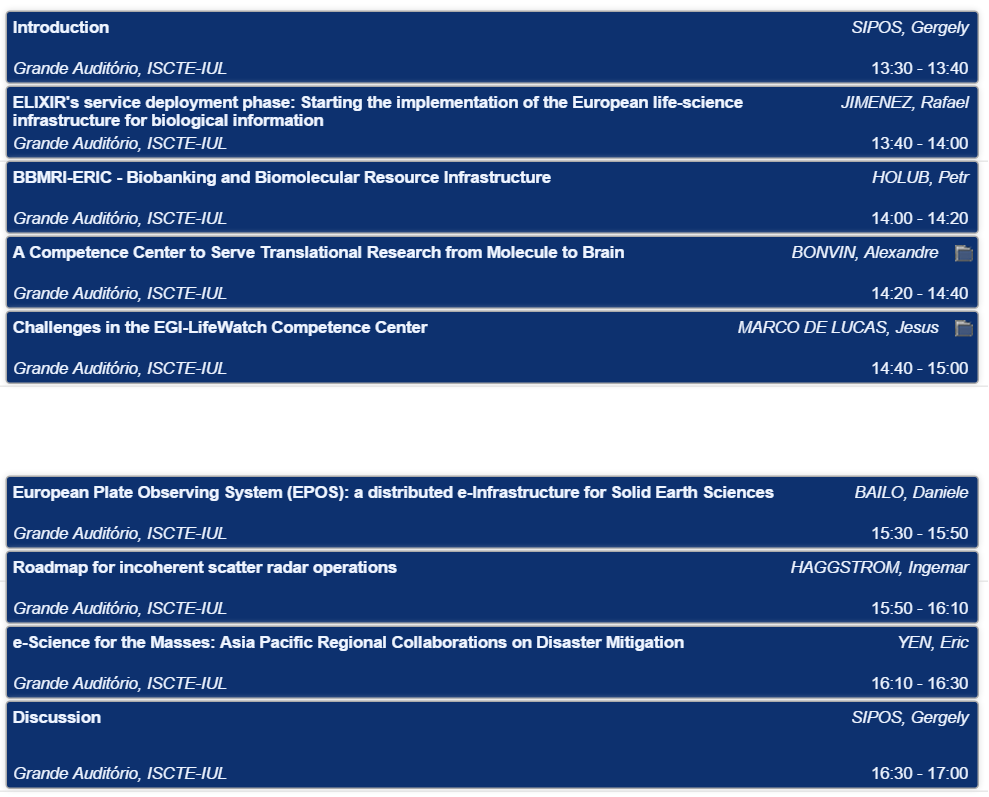 Introduction SIPOS, Gergely
Grande Auditório, ISCTE-IUL 13:30 - 13:40
ELIXIR's service deployment phase: Starting the implementation of the European life-science JIMENEZ, Rafael
infrastructure for biological information
Grande Auditório, ISCTE-IUL 13:40 - 14:00
BBMRI-ERIC - Biobanking and Biomolecular Resource Infrastructure HOLUB, Petr
Grande Auditório, ISCTE-IUL 14:00 - 14:20
A Competence Center to Serve Translational Research from Molecule to Brain BONVIN, Alexandre
Grande Auditório, ISCTE-IUL 14:20 - 14:40
Challenges in the EGI-LifeWatch Competence Center MARCO DE LUCAS, Jesus
Grande Auditório, ISCTE-IUL 14:40 - 15:00
European Plate Observing System (EPOS): a distributed e-Infrastructure for Solid Earth Sciences BAILO, Daniele
Grande Auditório, ISCTE-IUL 15:30 - 15:50
Roadmap for incoherent scatter radar operations HAGGSTROM, Ingemar
Grande Auditório, ISCTE-IUL 15:50 - 16:10
e-Science for the Masses: Asia Pacific Regional Collaborations on Disaster Mitigation YEN, Eric
Grande Auditório, ISCTE-IUL 16:10 - 16:30
Discussion SIPOS, Gergely
Grande Auditório, ISCTE-IUL 16:30 - 17:00